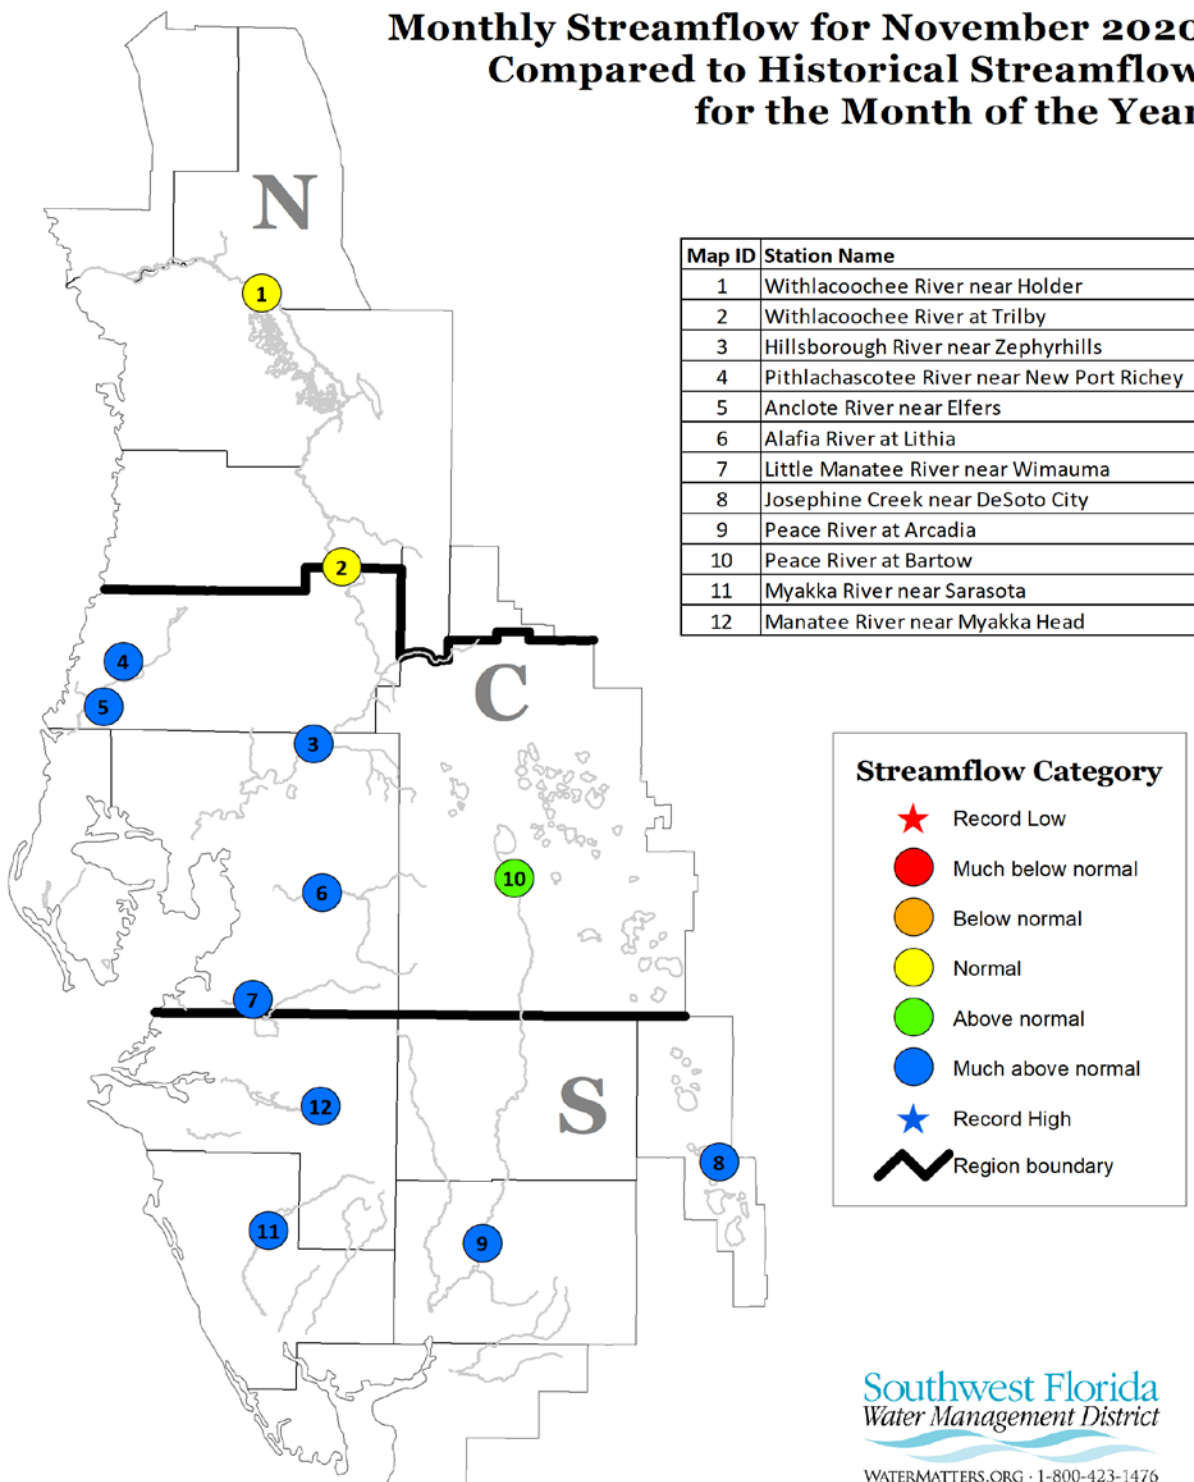 Monthly Streamflow for November 2020
Compared to Historical Streamflow
for the Month of the Year
N
Map ID Station Name
1 Withlacoochee River near Holder
2 Withlacoochee River at Trilby
3 Hillsborough River near Zephyrhills
4 Pithlachascotee River near New Port Richey
5 Anclote River near Elfers
6 Alafia River at Lithia
7 Little Manatee River near Wimauma
8 Josephine Creek near DeSoto City
9 Peace River at Arcadia
10 Peace River at Bartow
11 Myakka River near Sarasota
12 Manatee River near Myakka Head
1
2
4
C
5
3
10
6
7
12
S
8
11
9
Streamflow Category
Record Low
Much below normal
Below normal
Normal
Above normal
Much above normal
Record High
Region boundary
Southwest Florida
Water Management District
WATERMATTERS.ORG · 1-800-423-1476